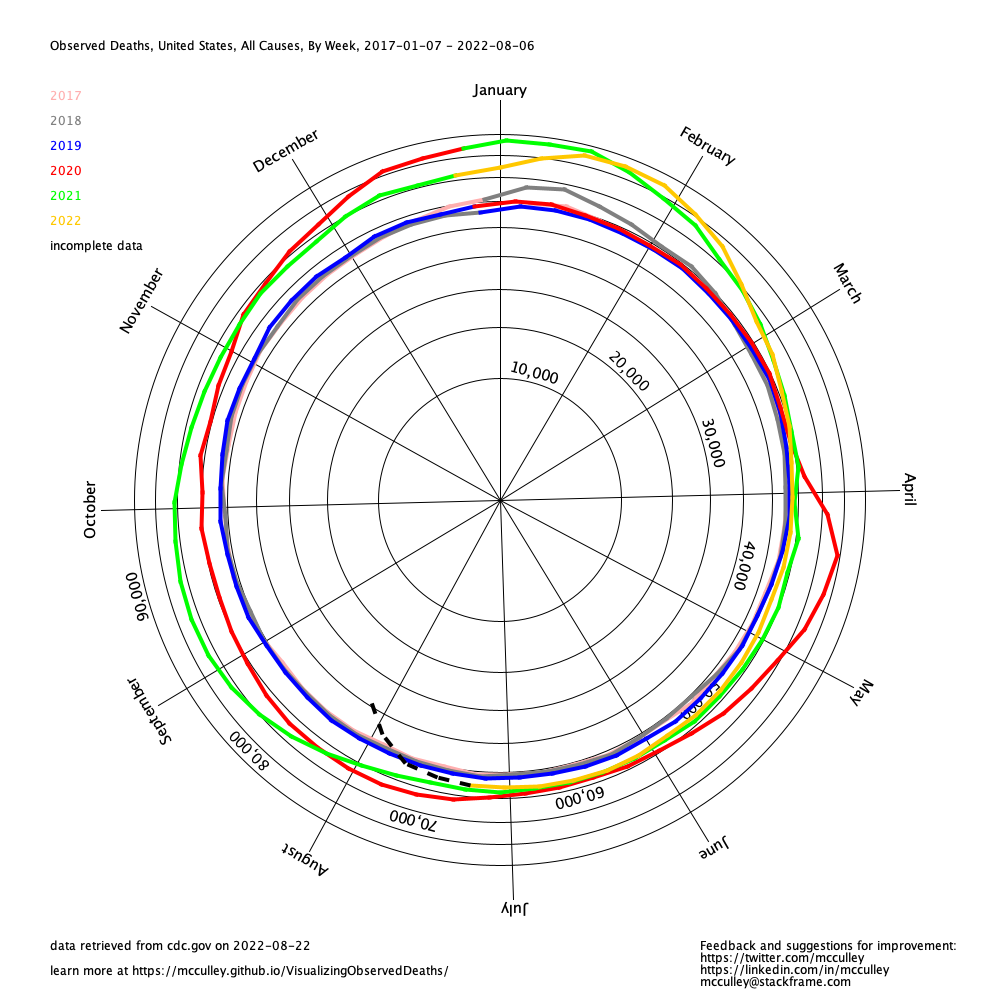 Observed Deaths, United States, All Causes, By Week, 2017-01-07 - 2022-08-06
2017
2018
2019
2020
2021
2022
incomplete data
January
February
March
April
May
June
July
August
September
October
November
December
10,000
20,000
30,000
40,000
50,000
60,000
70,000
80,000
90,000
data retrieved from cdc.gov on 2022-08-22
learn more at https://mcculley.github.io/VisualizingObservedDeaths/
Feedback and suggestions for improvement:
https://twitter.com/mcculley
https://linkedin.com/in/mcculley
mcculley@stackframe.com